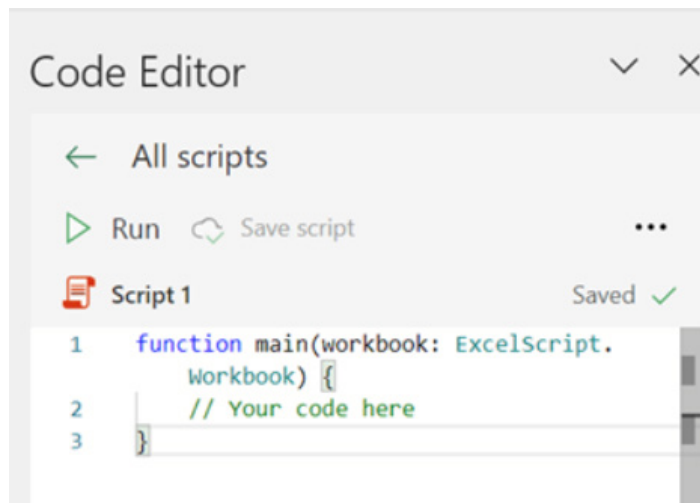 Code Editor
All scripts
Run Save script ...
Script 1 Saved
1 function main(workbook: ExcelScript.
Workbook) {
2 // Your code here
3 }